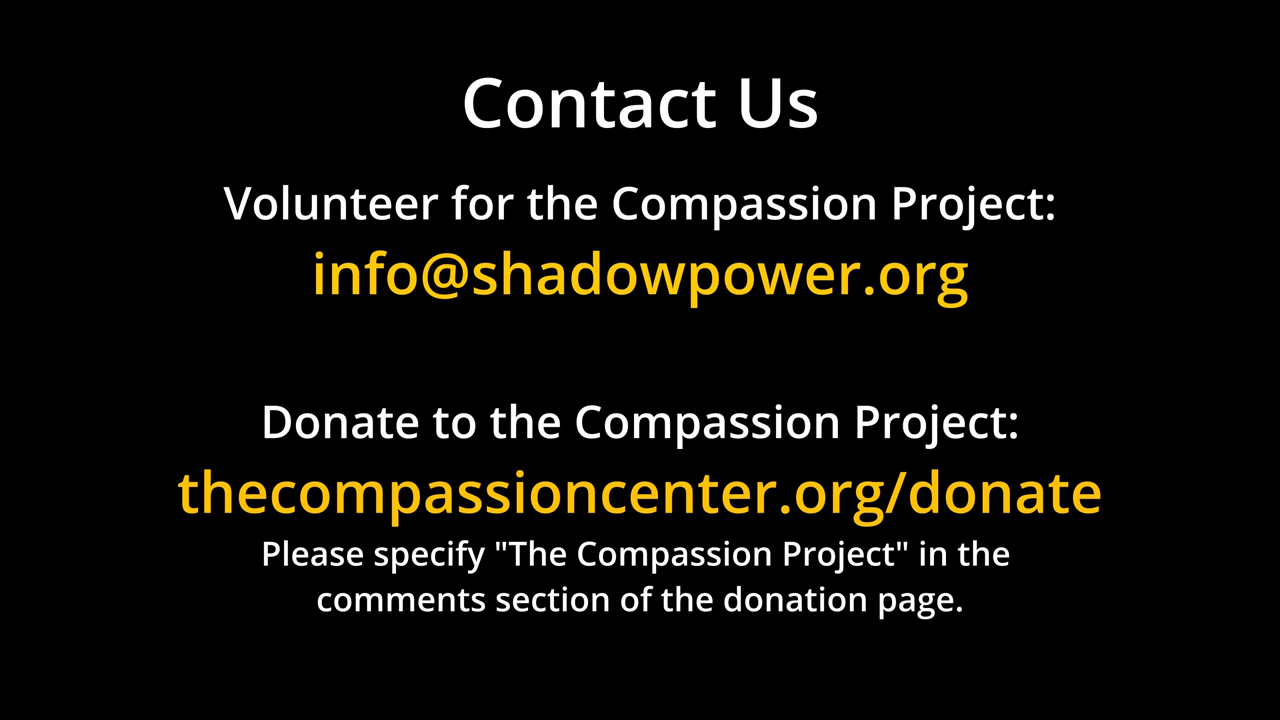 Contact Us
Volunteer for the Compassion Project:
info@shadowpower.org
Donate to the Compassion Project:
thecompassioncenter.org/donate
Please specify "The Compassion Project" in the
comments section of the donation page.